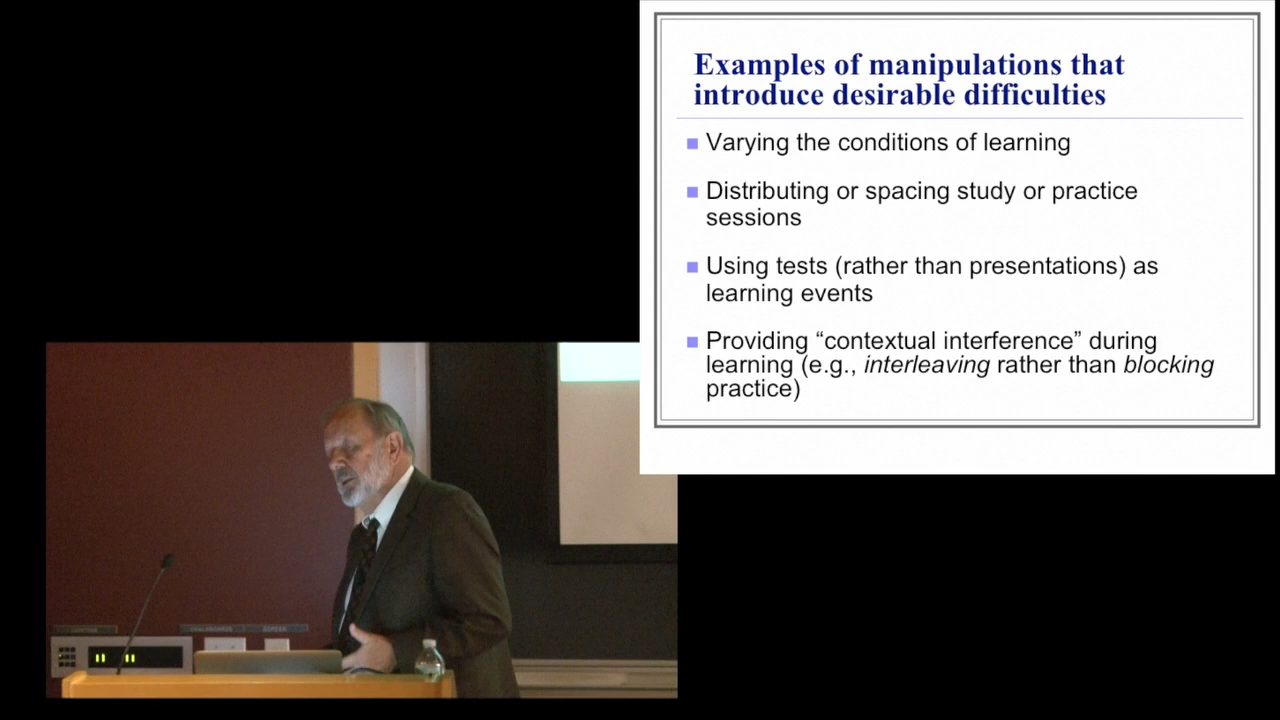 Examples of manipulations that
introduce desirable difficulties
Varying the conditions of learning
Distributing or spacing study or practice
sessions
Using tests (rather than presentations) as
learning events
Providing “contextual interference” during
learning (e.g., interleaving rather than blocking
practice)